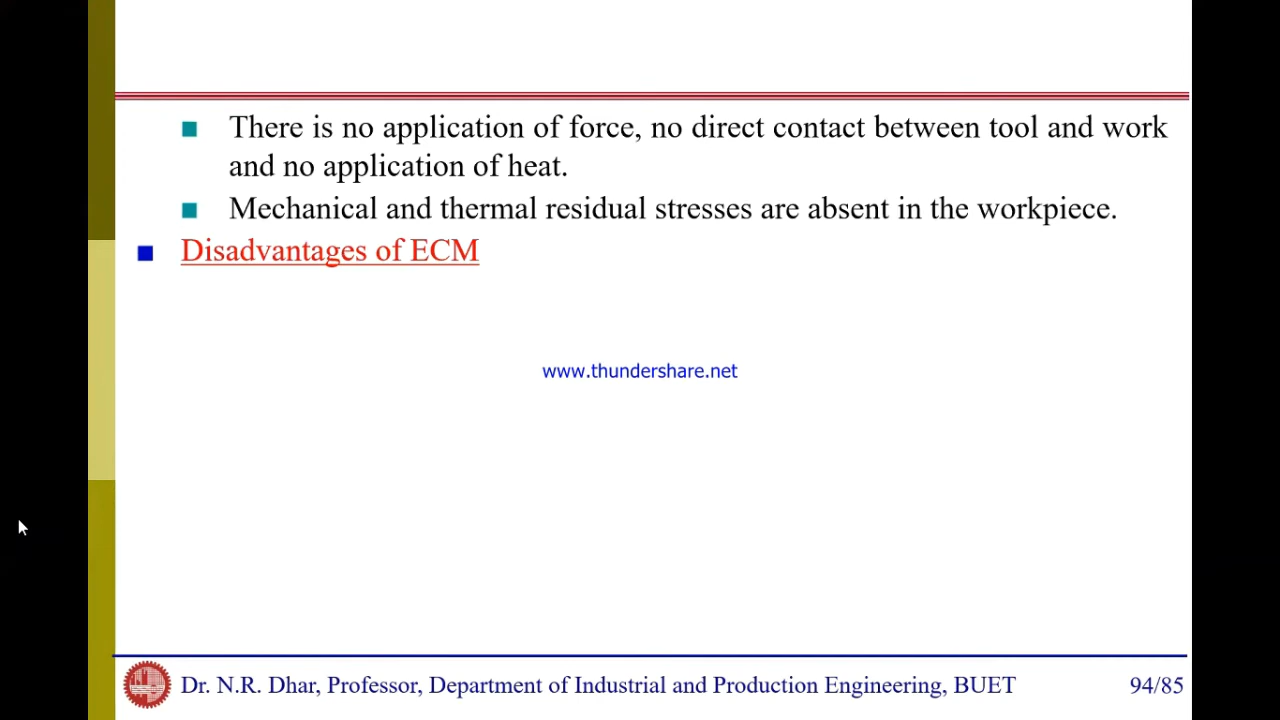 There is no application of force, no direct contact between tool and work
and no application of heat.
Mechanical and thermal residual stresses are absent in the workpiece.
Disadvantages of ECM
www.thundershare.net
Dr. N.R. Dhar, Professor, Department of Industrial and Production Engineering, BUET
94/85